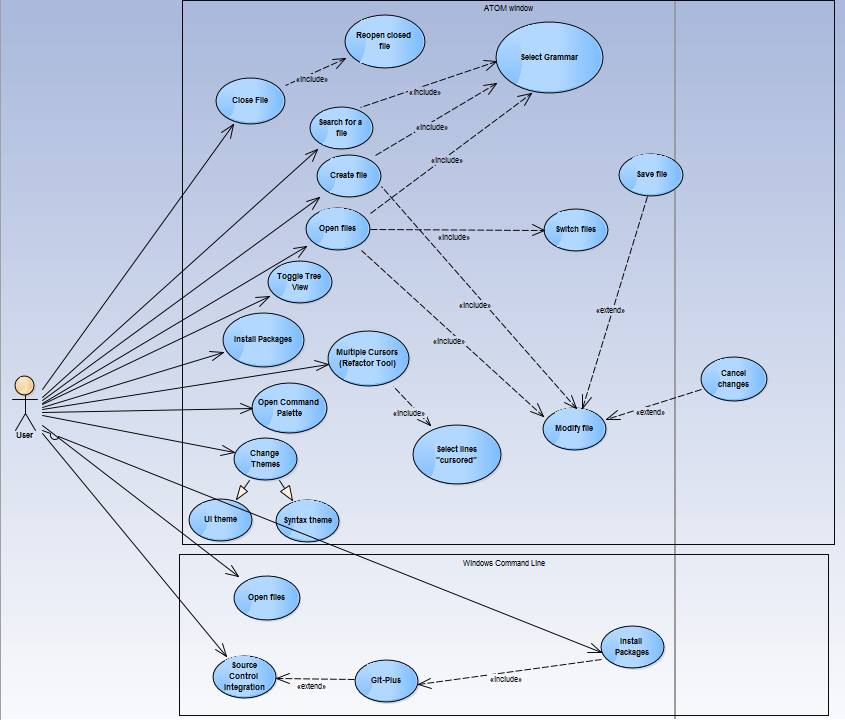 ATOM window
Reopen closed
file
Select Grammar
«include»
Close File
«include»
Search for a
file
«include»
«include»
Create file
Save file
Open files
Switch files
«include»
Toggle Tree
View
«include»
«extend»
Install Packages
«include»
Multiple Cursors
(Refactor Tool)
Cancel
changes
Open Command
Palette
«include»
«extend»
User
Modify file
Change
Themes
Select lines
"cursored"
UI theme
Syntax theme
Windows Command Line
Open files
Install
Packages
Source
Control
Integration
Git-Plus
«include»
«extend»